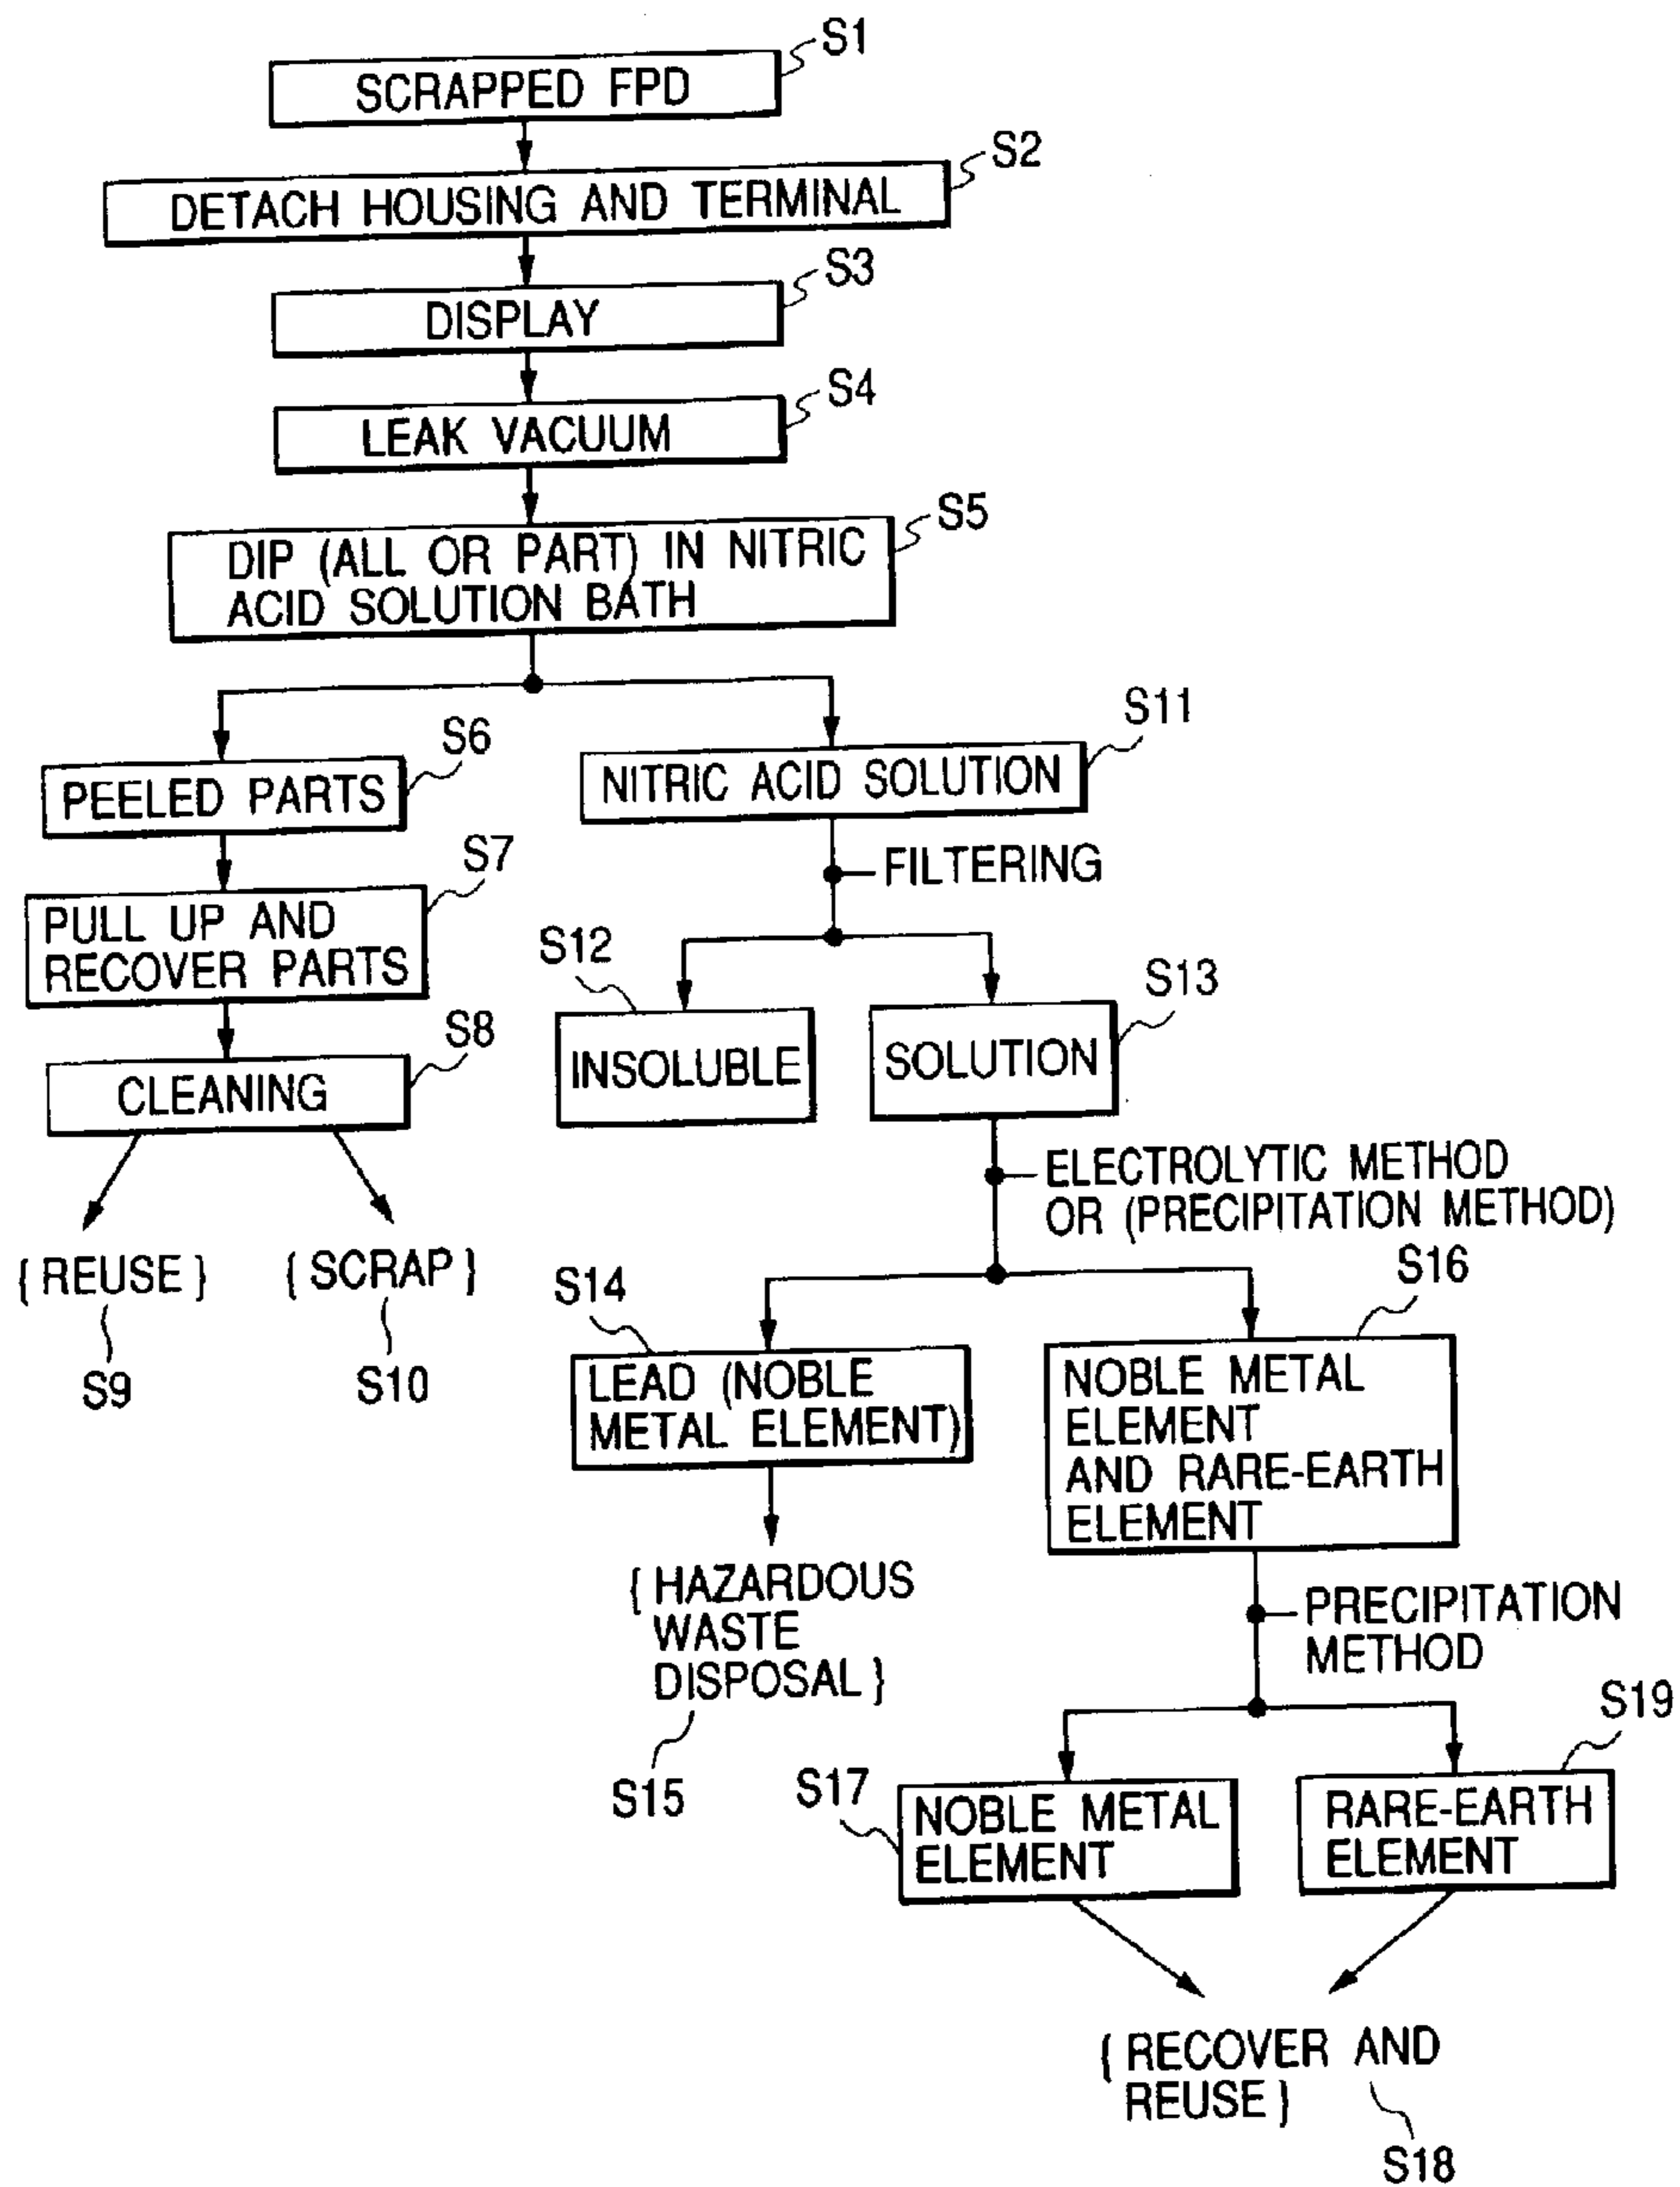 S1
SCRAPPED FPD
S2
DETACH HOUSING AND TERMINAL
S3
DISPLAY
S4
LEAK VACUUM
S5
DIP (ALL OR PART) IN NITRIC
ACID SOLUTION BATH
S6
PEELED PARTS
S7
PULL UP AND
RECOVER PARTS
S8
CLEANING
{REUSE}
S9
{SCRAP}
S10
S11
NITRIC ACID SOLUTION
FILTERING
S12
INSOLUBLE
S13
SOLUTION
ELECTROLYTIC METHOD
OR (PRECIPITATION METHOD)
S14
LEAD (NOBLE
METAL ELEMENT)
{HAZARDOUS
WASTE
DISPOSAL}
S15
S16
NOBLE METAL
ELEMENT
AND RARE-EARTH
ELEMENT
PRECIPITATION
METHOD
S17
NOBLE METAL
ELEMENT
S19
RARE-EARTH
ELEMENT
{RECOVER AND
REUSE}
S18